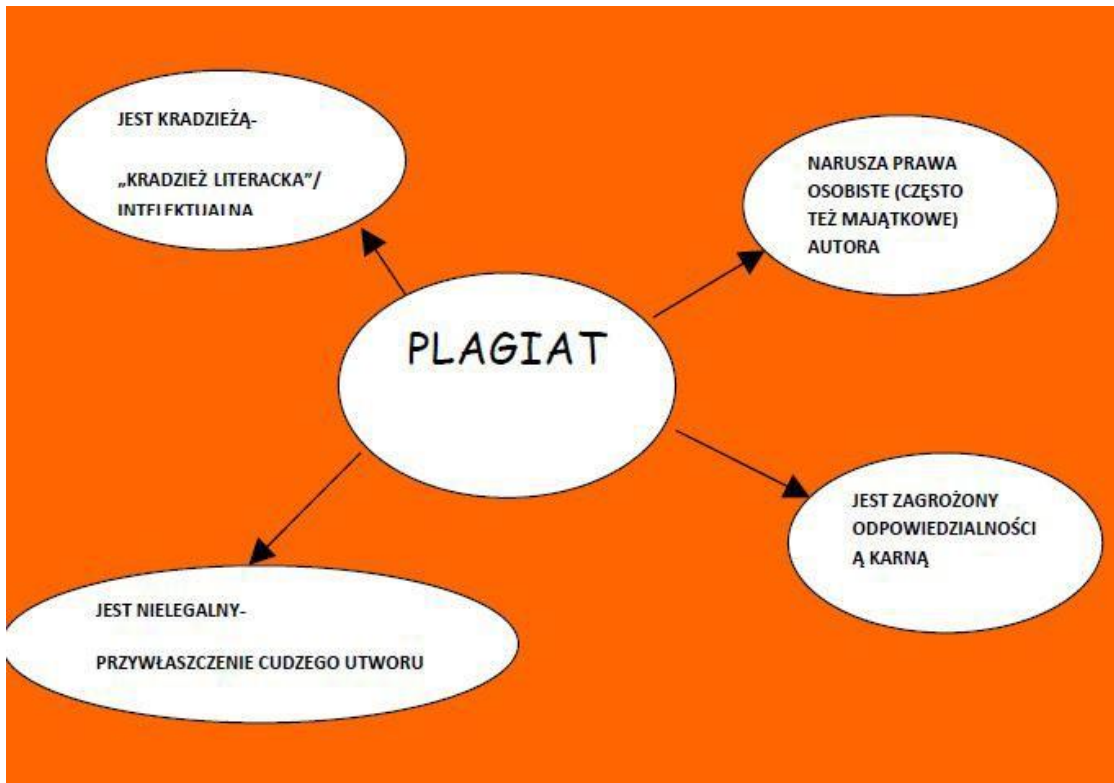 JEST KRADZIEŻĄ-
„KRADZIEŻ LITERACKA”/
INTELEKTUALNA
NARUSZA PRAWA
OSOBISTE (CZĘSTO
TEŻ MAJĄTKOWE)
AUTORA
PLAGIAT
JEST ZAGROŻONY
ODPOWIEDZIALNOŚCI
Ą KARNĄ
JEST NIELEGALNY-
PRZYWŁASZCZENIE CUDZEGO UTWORU